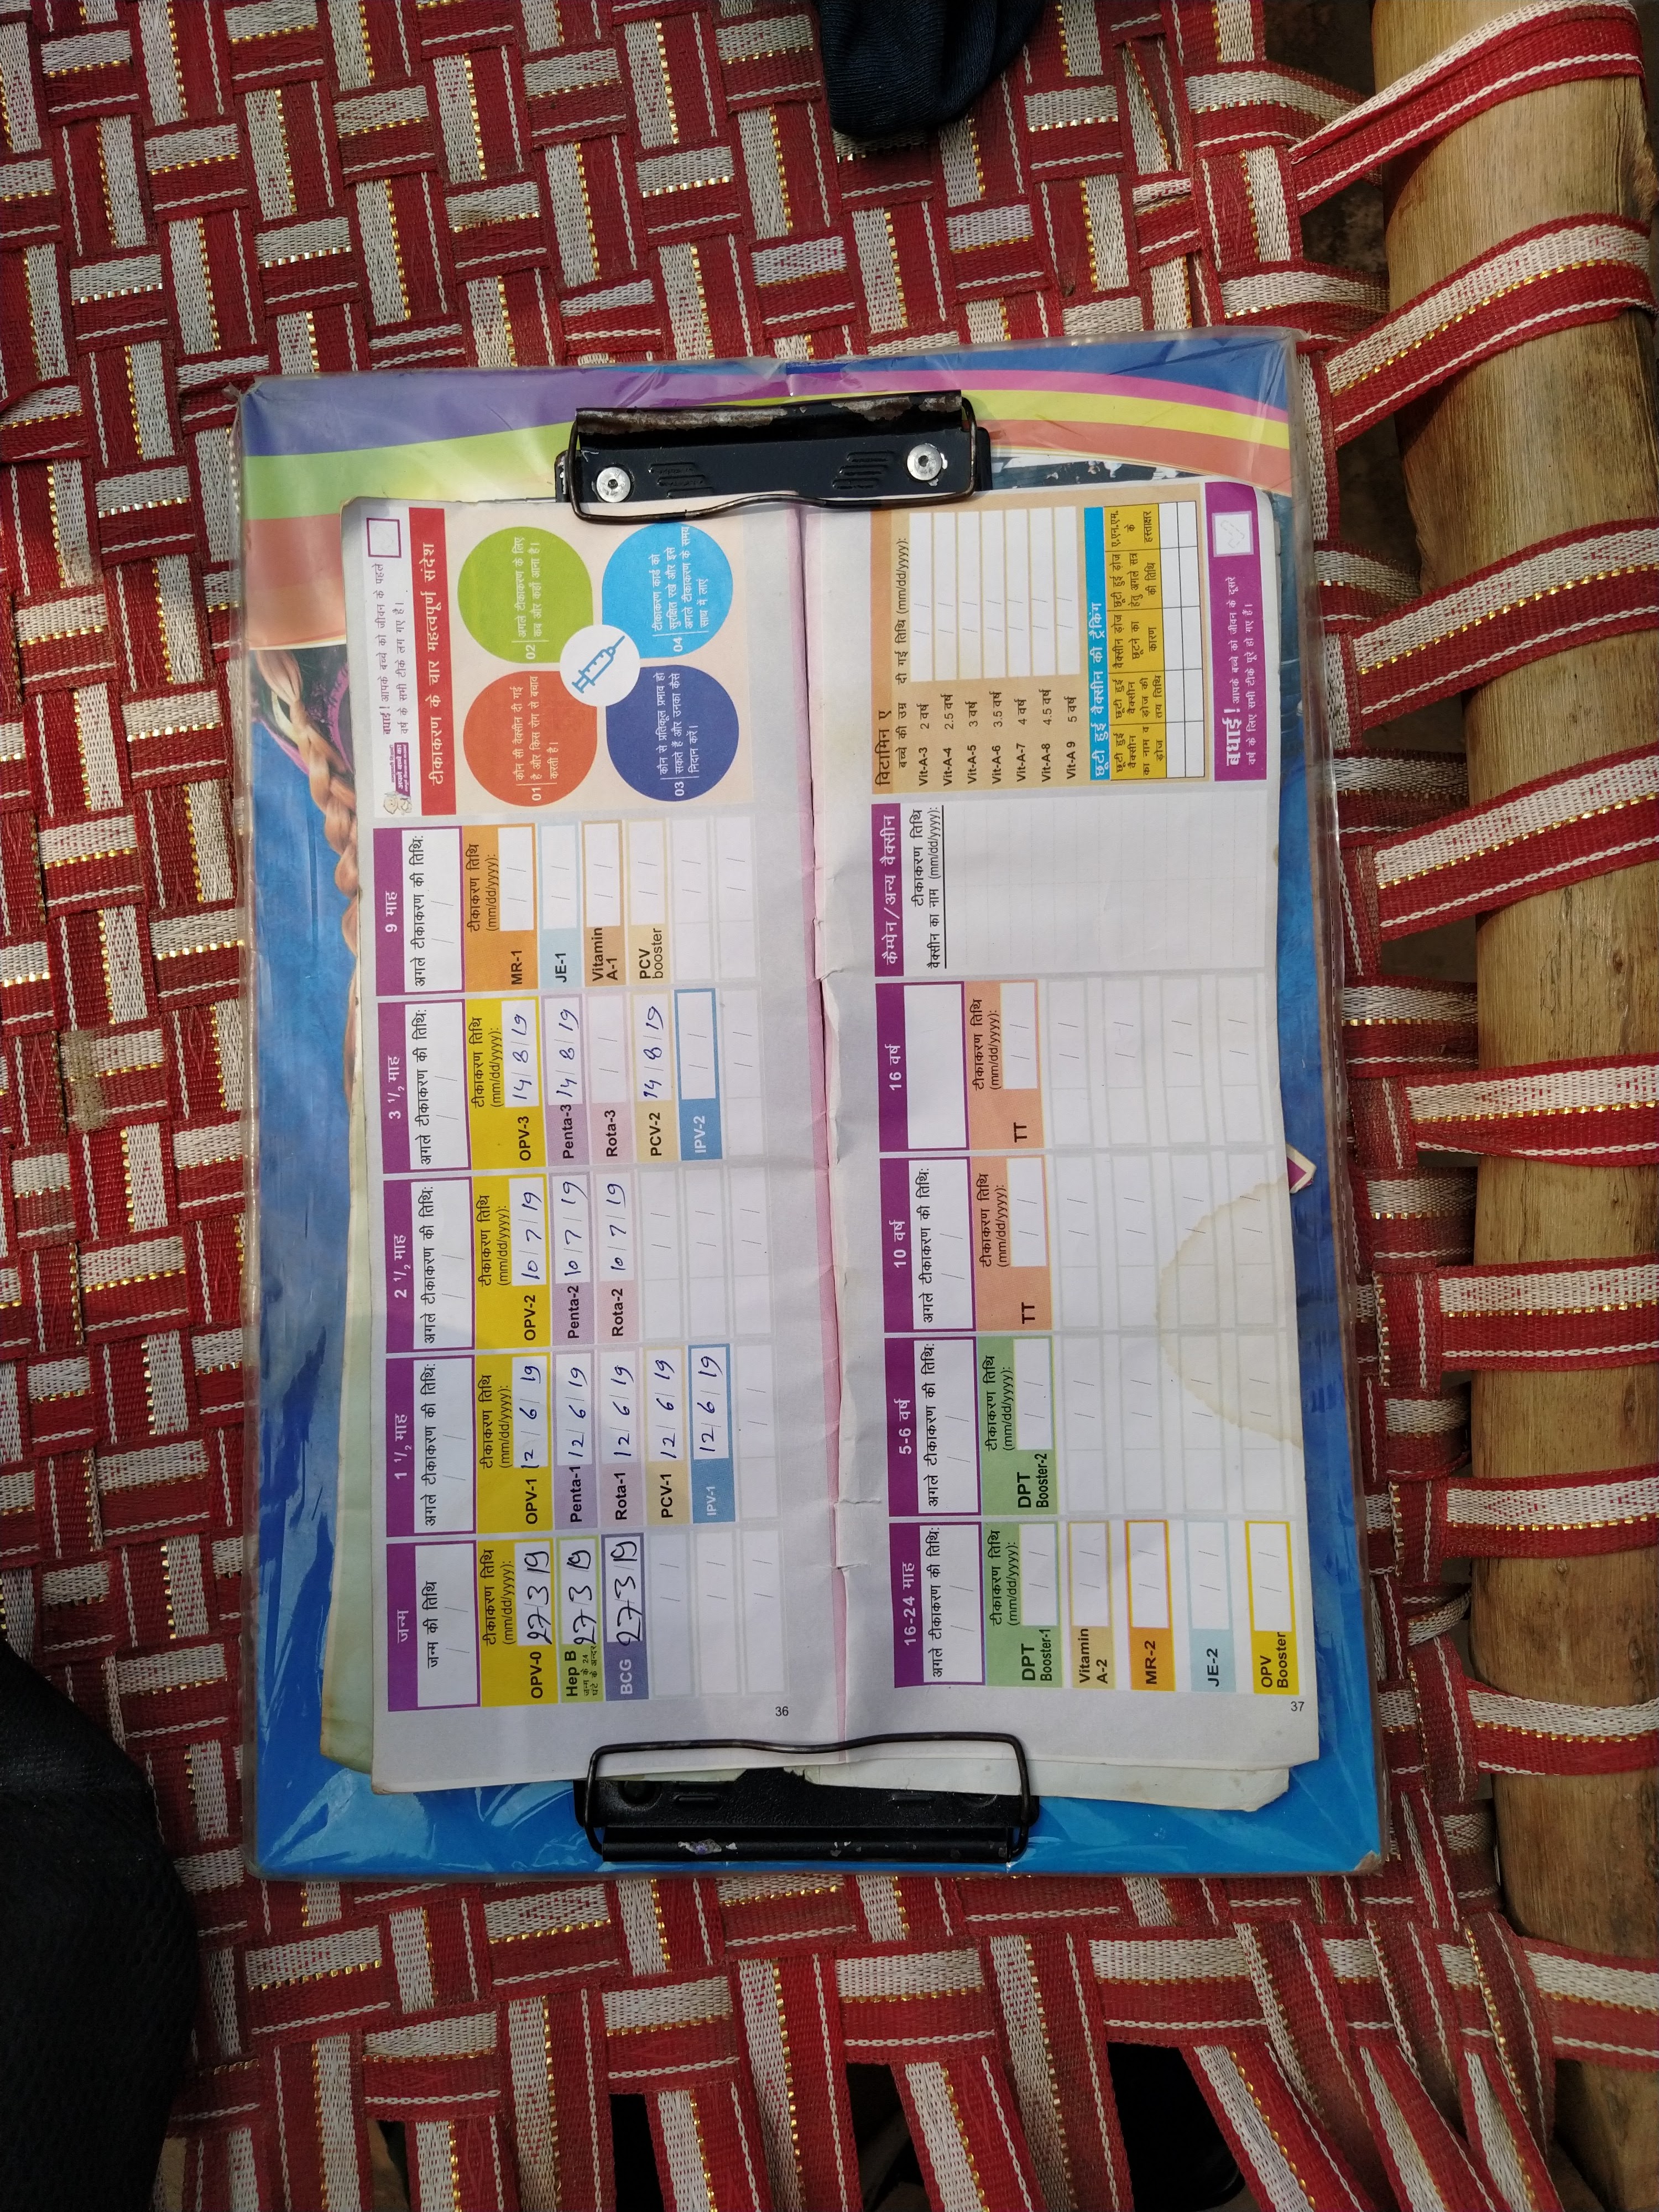 जन्म
जन्म की तिथि
टीकाकरण तिथि
(mm/dd/yyyy):
OPV-0 27 3 19
Hep B 27 3 19
जन्म के 24
घंटे के अन्दर
BCG 27 3 19
1 ½ माह
अगले टीकाकरण की तिथि:
टीकाकरण तिथि
(mm/dd/yyyy):
OPV-1 12/6/19
Penta-1 12/6/19
Rota-1 12/6/19
PCV-1 12/6/19
IPV-1 12/6/19
2 ½ माह
अगले टीकाकरण की तिथि:
टीकाकरण तिथि
(mm/dd/yyyy):
OPV-2 10/7/19
Penta-2 10/7/19
Rota-2 10/7/19
3 ½ माह
अगले टीकाकरण की तिथि:
टीकाकरण तिथि
(mm/dd/yyyy):
OPV-3 14/8/19
Penta-3 14/8/19
Rota-3
PCV-2 14/8/19
IPV-2
9 माह
अगले टीकाकरण की तिथि:
टीकाकरण तिथि
(mm/dd/yyyy):
MR-1
JE-1
Vitamin
A-1
PCV
booster
बधाई! आपके बच्चे को जीवन के पहले
वर्ष के सभी टीके लग गए है।
टीकाकरण के चार महत्वपूर्ण संदेश
01 कौन सी वैक्सीन दी गई
है और किस रोग से बचाव
करती है।
02 अगले टीकाकरण के लिए
कब और कहाँ आना है।
03 कौन से प्रतिकूल प्रभाव हो
सकते हैं और उनका कैसे
निदान करें।
04 टीकाकरण कार्ड को
सुरक्षित रखे और इसे
अगले टीकाकरण के समय
साथ में लाएं
36
16-24 माह
अगले टीकाकरण की तिथि:
टीकाकरण तिथि
(mm/dd/yyyy):
DPT
Booster-1
Vitamin
A-2
MR-2
JE-2
OPV
Booster
5-6 वर्ष
अगले टीकाकरण की तिथि:
टीकाकरण तिथि
(mm/dd/yyyy):
DPT
Booster-2
10 वर्ष
अगले टीकाकरण की तिथि:
टीकाकरण तिथि
(mm/dd/yyyy):
TT
16 वर्ष
टीकाकरण तिथि
(mm/dd/yyyy):
TT
कैम्पेन/अन्य वैक्सीन
टीकाकरण तिथि
वैक्सीन का नाम (mm/dd/yyyy):
विटामिन ए
बच्चे की उम्र दी गई तिथि (mm/dd/yyyy):
Vit-A-3 2 वर्ष
Vit-A-4 2.5 वर्ष
Vit-A-5 3 वर्ष
Vit-A-6 3.5 वर्ष
Vit-A-7 4 वर्ष
Vit-A-8 4.5 वर्ष
Vit-A 9 5 वर्ष
छूटी हुई वैक्सीन की ट्रैकिंग
छूटी हुई
वैक्सीन
का नाम व
डोज
छूटी हुई
वैक्सीन
डोज की
तय तिथि
वैक्सीन डोज
छूटने का
कारण
छूटी हुई डोज
हेतु अगले सत्र
की तिथि
ए.एन.एम.
के
हस्ताक्षर
बधाई! आपके बच्चे को जीवन के दूसरे
वर्ष के लिए सभी टीके पूरे हो गए है।
37